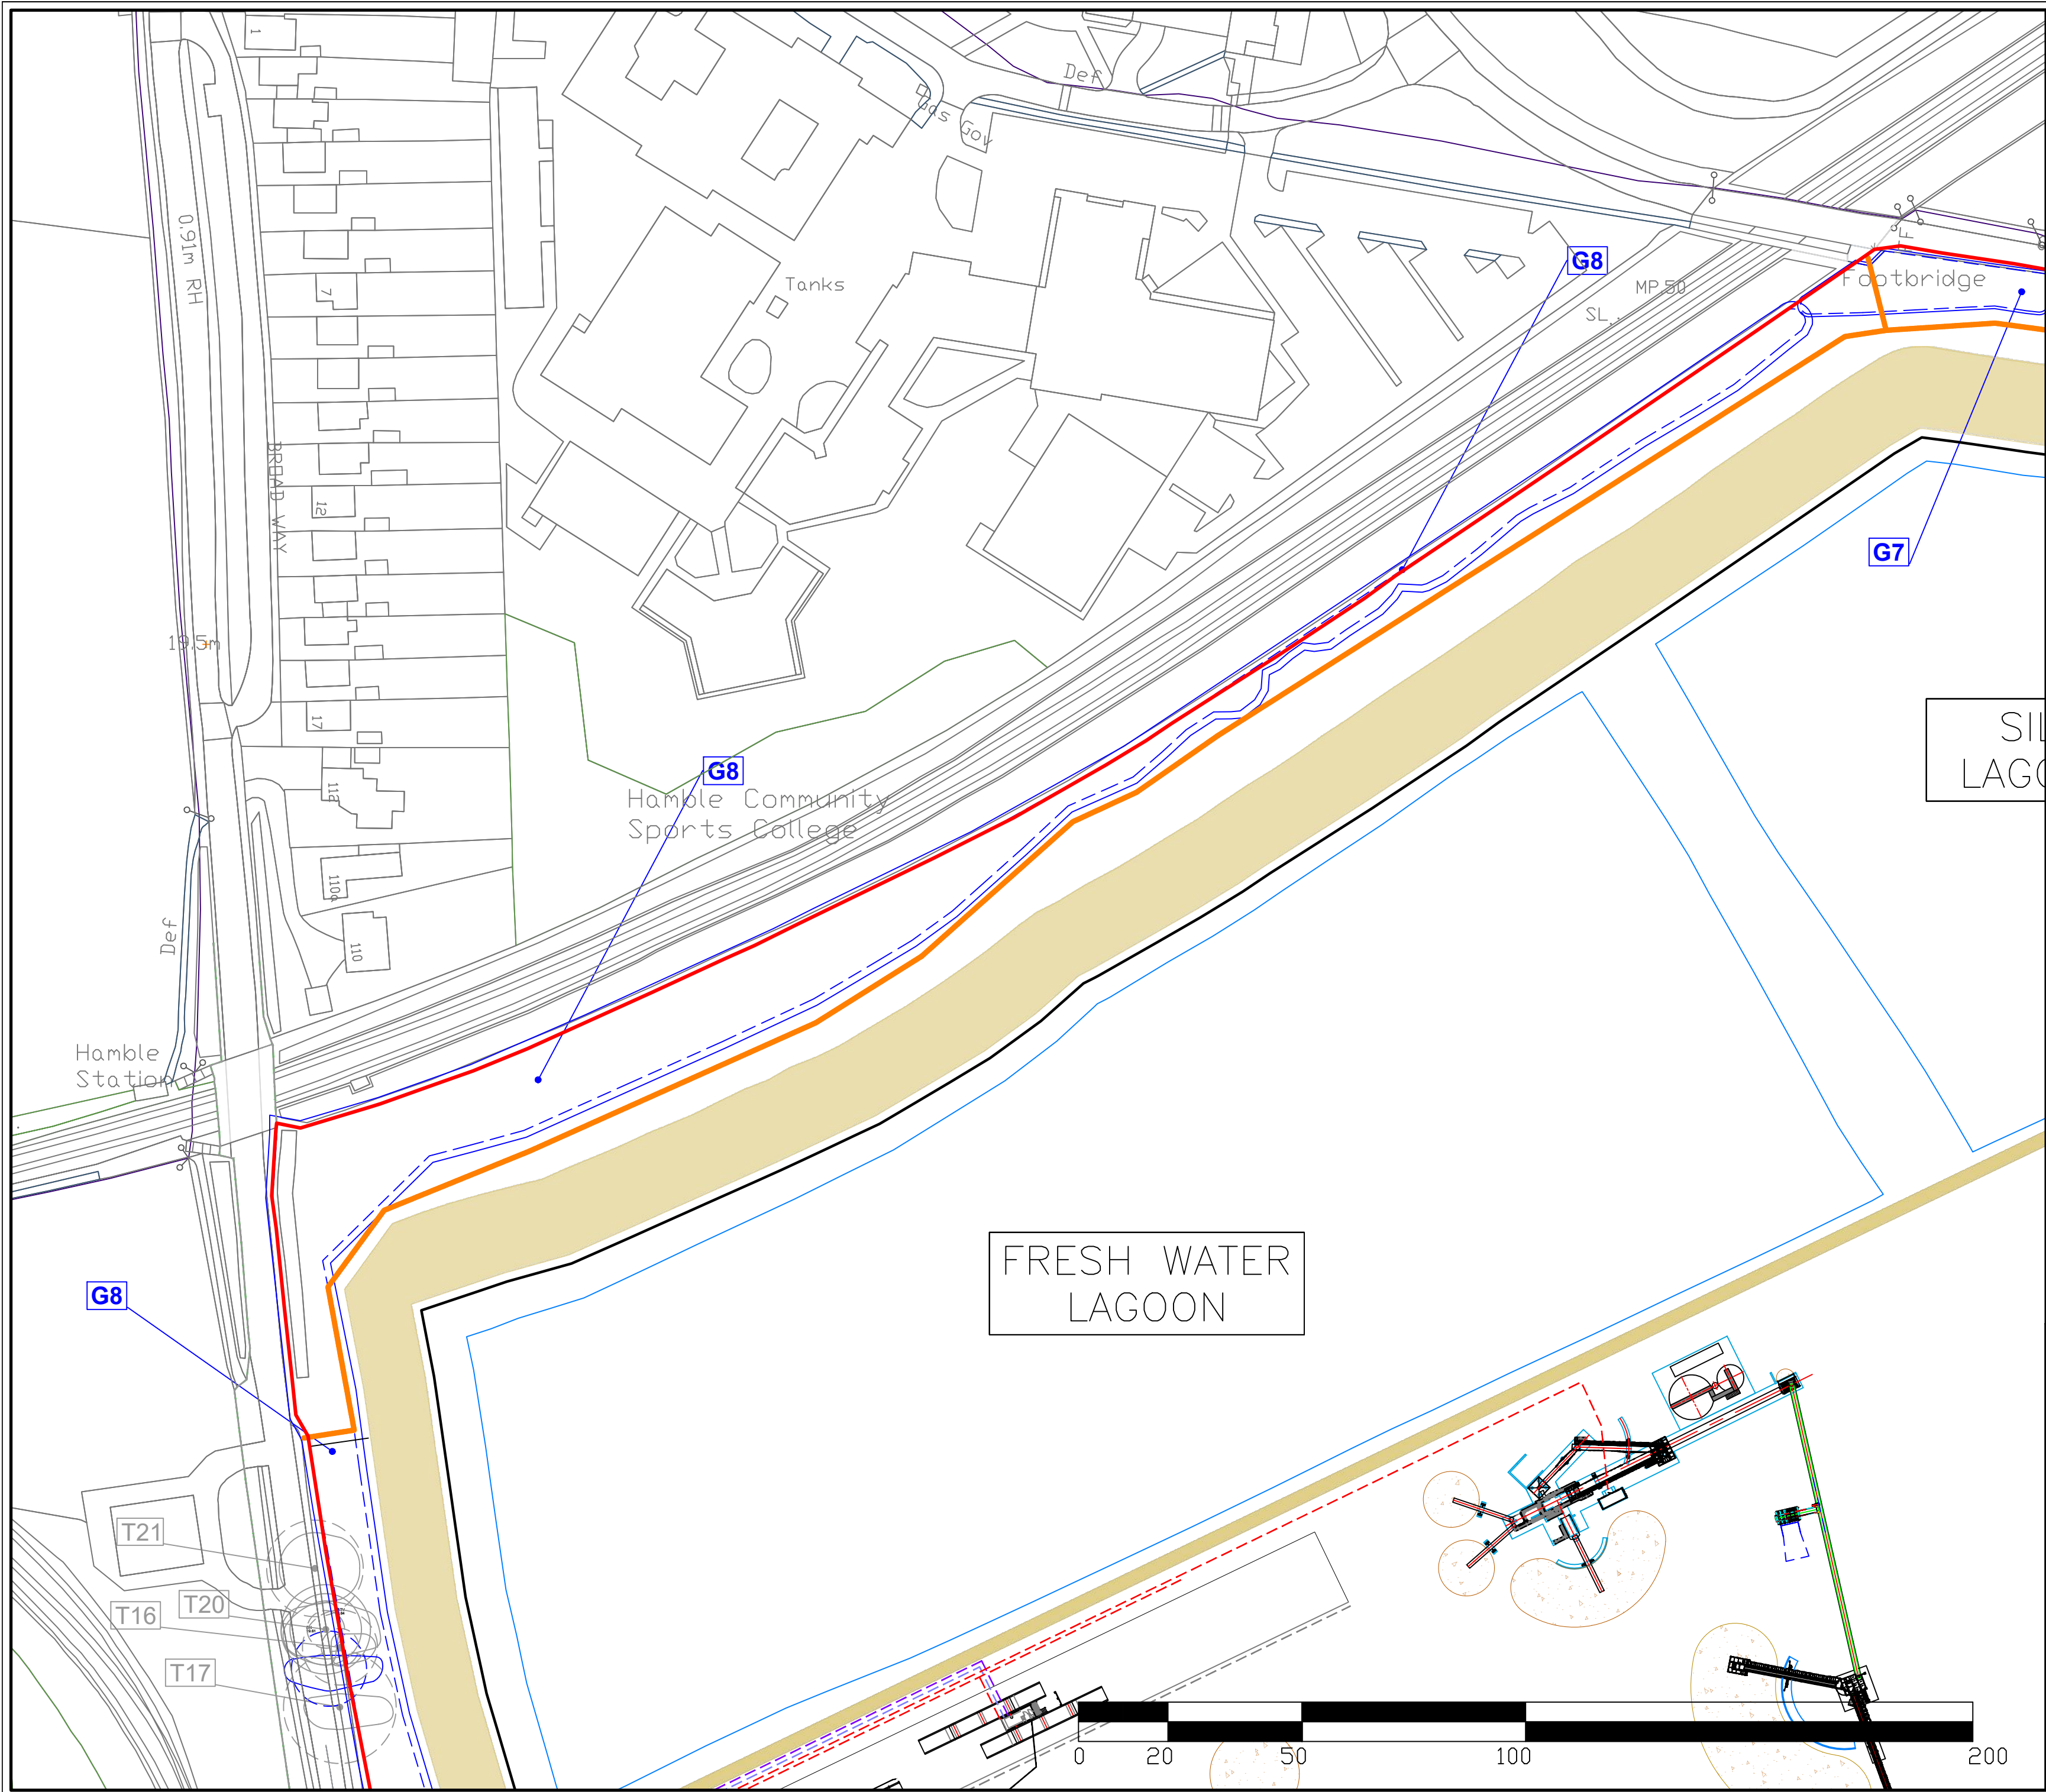 1
Def
Gas Gov
0.91m RH
Tanks
G8
FF
Footbridge
MP 50
SL
7
BROAD WAY
12
G7
19.5m
17
SIL
LAGO
G8
Hamble Community
Sports College
11a
110a
110
Def
Hamble
Station
FRESH WATER
LAGOON
G8
T21
T20
T16
T17
0
20
50
100
200